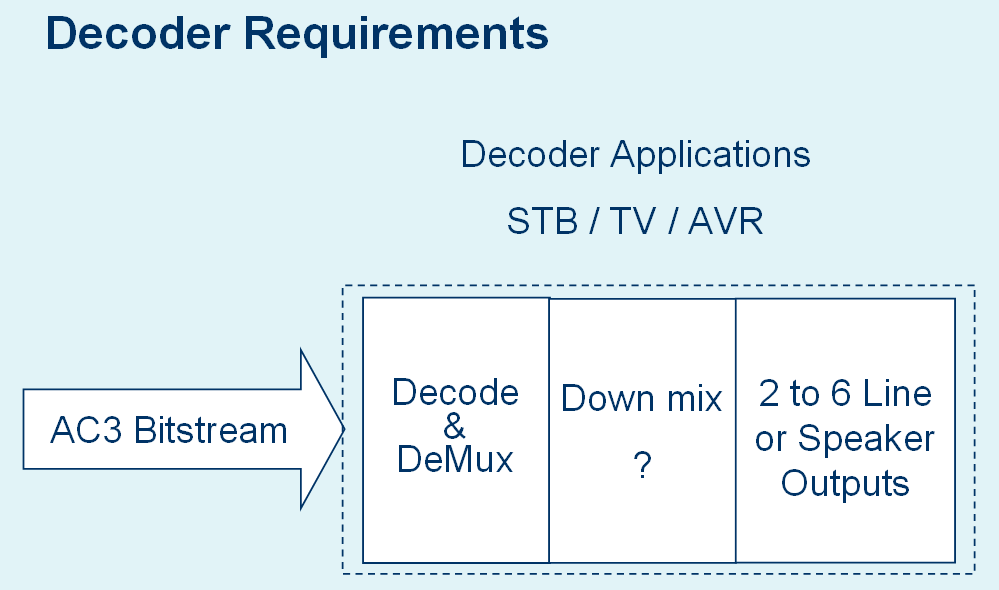 Decoder Requirements
Decoder Applications
STB / TV / AVR
AC3 Bitstream
Decode
&
DeMux
Down mix
?
2 to 6 Line
or Speaker
Outputs